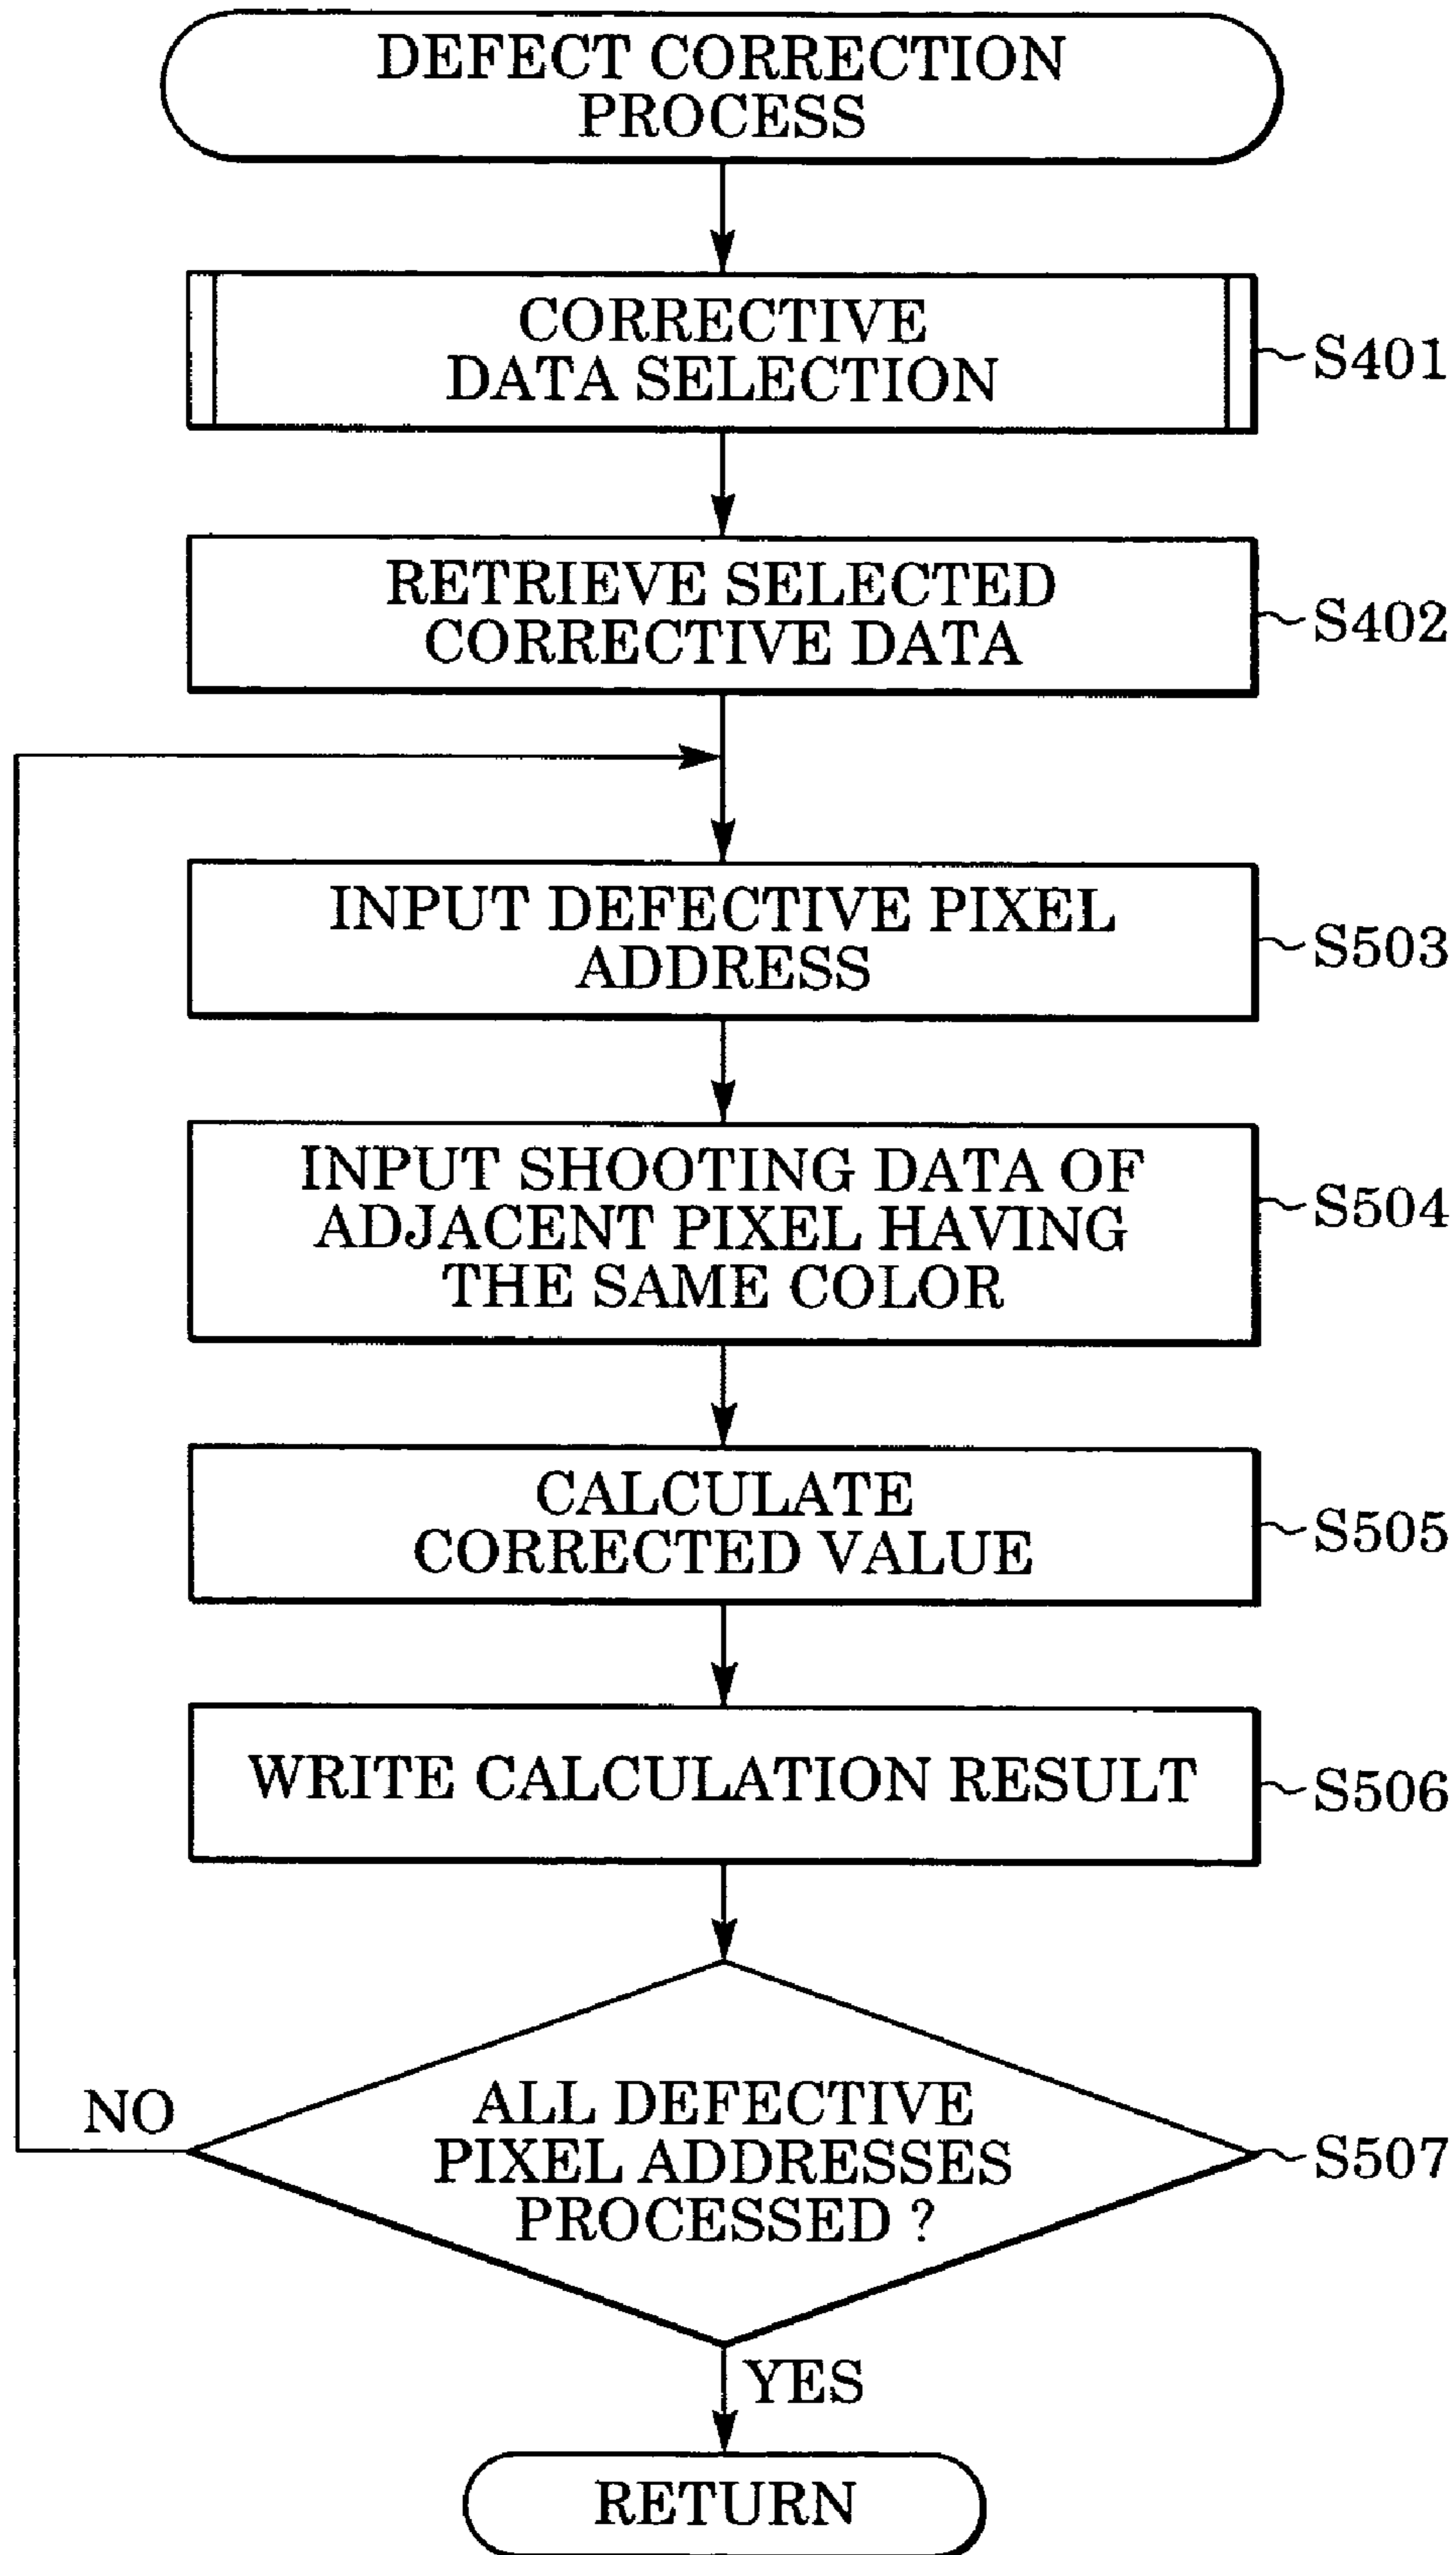 DEFECT CORRECTION
PROCESS
CORRECTIVE
DATA SELECTION
S401
RETRIEVE SELECTED
CORRECTIVE DATA
S402
INPUT DEFECTIVE PIXEL
ADDRESS
S503
INPUT SHOOTING DATA OF
ADJACENT PIXEL HAVING
THE SAME COLOR
S504
CALCULATE
CORRECTED VALUE
S505
WRITE CALCULATION RESULT
S506
NO
ALL DEFECTIVE
PIXEL ADDRESSES
PROCESSED ?
S507
YES
RETURN